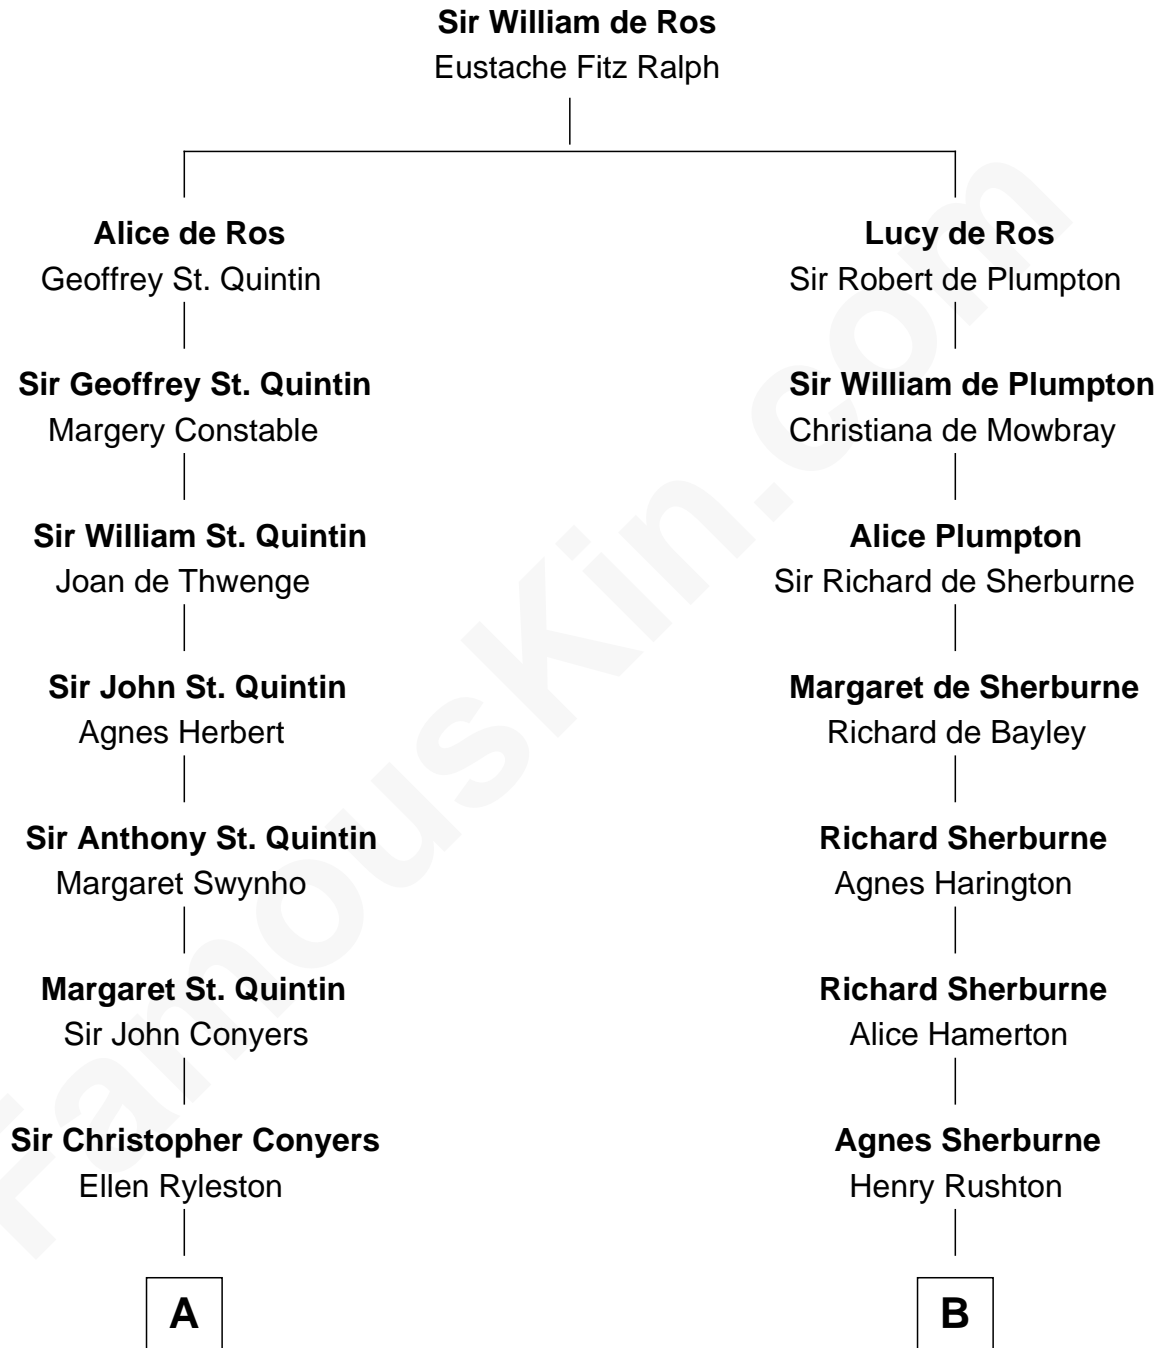 Sir William de Ros
Eustache Fitz Ralph
Alice de Ros
Geoffrey St. Quintin
Lucy de Ros
Sir Robert de Plumpton
Sir Geoffrey St. Quintin
Margery Constable
Sir William de Plumpton
Christiana de Mowbray
Sir William St. Quintin
Joan de Thwenge
Alice Plumpton
Sir Richard de Sherburne
Sir John St. Quintin
Agnes Herbert
Margaret de Sherburne
Richard de Bayley
Sir Anthony St. Quintin
Margaret Swynho
Richard Sherburne
Agnes Harington
Margaret St. Quintin
Sir John Conyers
Richard Sherburne
Alice Hamerton
Sir Christopher Conyers
Ellen Ryleston
Agnes Sherburne
Henry Rushton
A
B
FamousKin.com